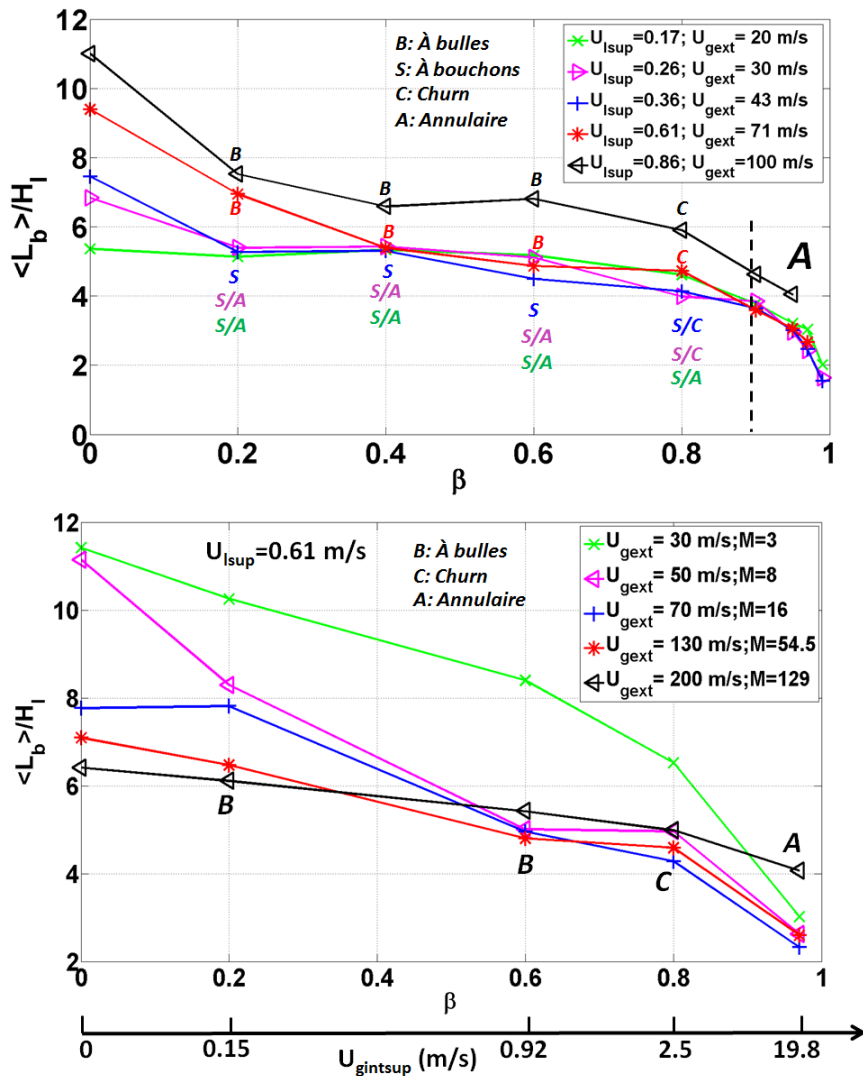 12
10
8
6
4
2
0
<L_b>/H_l
B: À bulles
S: À bouchons
C: Churn
A: Annulaire
U_lsup=0.17; U_gext= 20 m/s
U_lsup=0.26; U_gext= 30 m/s
U_lsup=0.36; U_gext= 43 m/s
U_lsup=0.61; U_gext= 71 m/s
U_lsup=0.86; U_gext=100 m/s
B B B C
B B B C A
S S S S/C
S/A S/A S/A S/C
S/A S/A S/A S/A
0 0.2 0.4 0.6 0.8 1
β
12
10
8
6
4
2
<L_b>/H_l
U_lsup=0.61 m/s
B: À bulles
C: Churn
A: Annulaire
U_gext= 30 m/s;M=3
U_gext= 50 m/s;M=8
U_gext= 70 m/s;M=16
U_gext= 130 m/s;M=54.5
U_gext= 200 m/s;M=129
B B C A
0 0.2 0.4 0.6 0.8 1
β
0 0.15 0.92 2.5 19.8
U_gintsup (m/s)